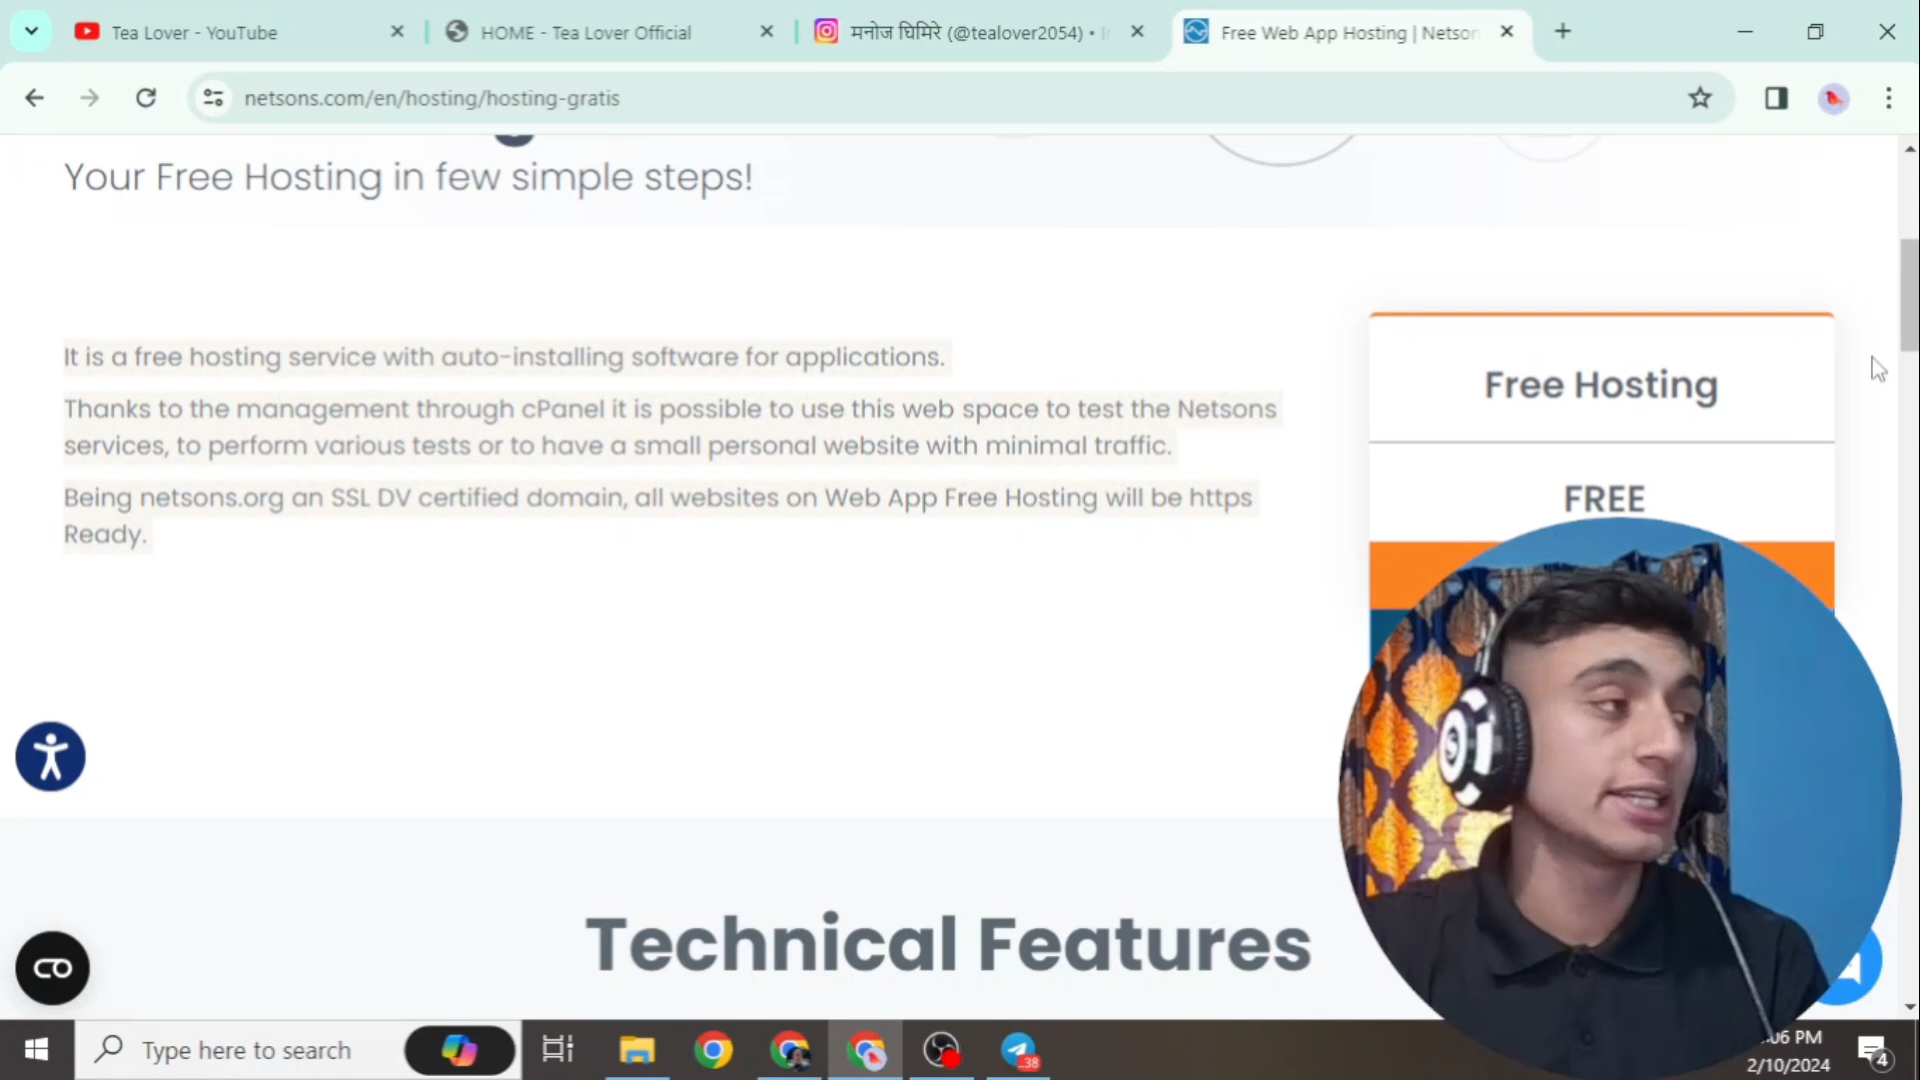 Tea Lover - YouTube
HOME - Tea Lover Official
मनोज घिमिरे (@tealover2054) •
Free Web App Hosting | Netson
netsons.com/en/hosting/hosting-gratis
Your Free Hosting in few simple steps!
It is a free hosting service with auto-installing software for applications.
Thanks to the management through cPanel it is possible to use this web space to test the Netsons
services, to perform various tests or to have a small personal website with minimal traffic.
Being netsons.org an SSL DV certified domain, all websites on Web App Free Hosting will be https
Ready.
Free Hosting
FREE
Technical Features
Type here to search
38
:06 PM
2/10/2024
4